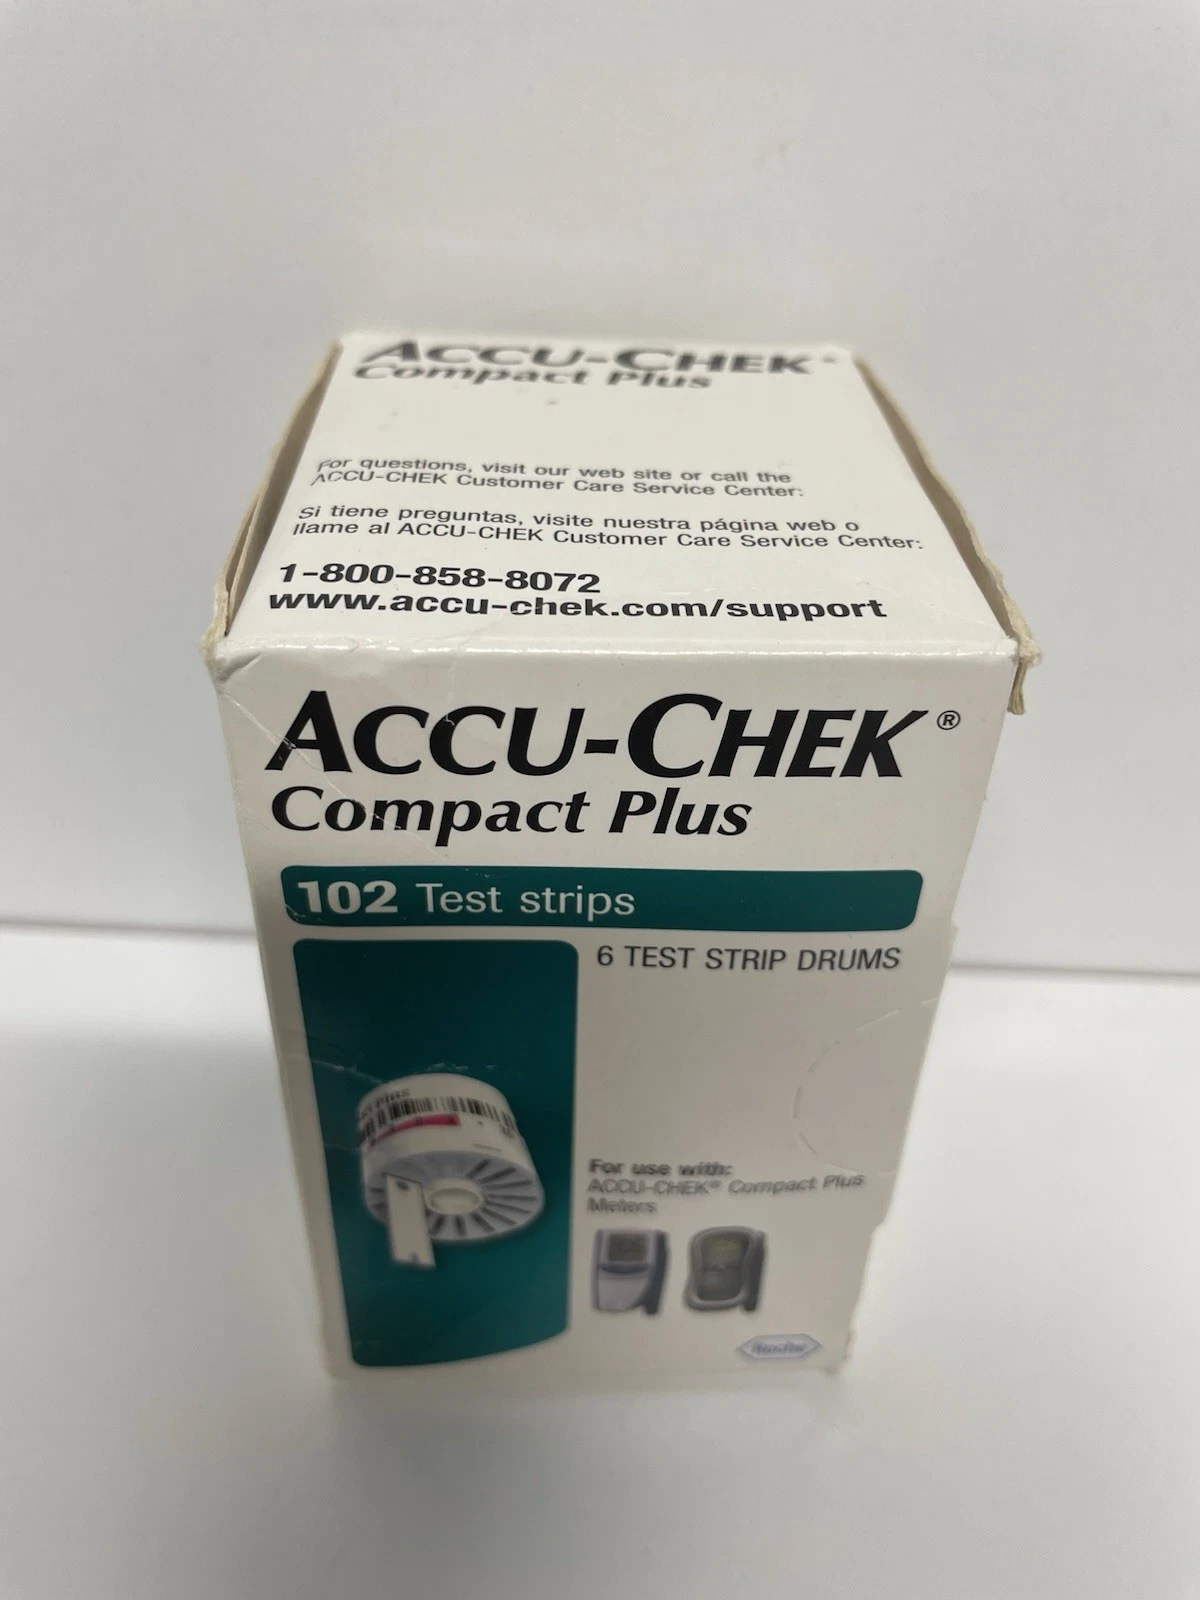 ACCU-CHEK®
Compact Plus
For questions, visit our web site or call the
ACCU-CHEK Customer Care Service Center:
Si tiene preguntas, visite nuestra página web o
llame al ACCU-CHEK Customer Care Service Center:
1-800-858-8072
www.accu-chek.com/support
ACCU-CHEK®
Compact Plus
102 Test strips
6 TEST STRIP DRUMS
Plus
For use with:
ACCU-CHEK® Compact Plus
Meters
Roche